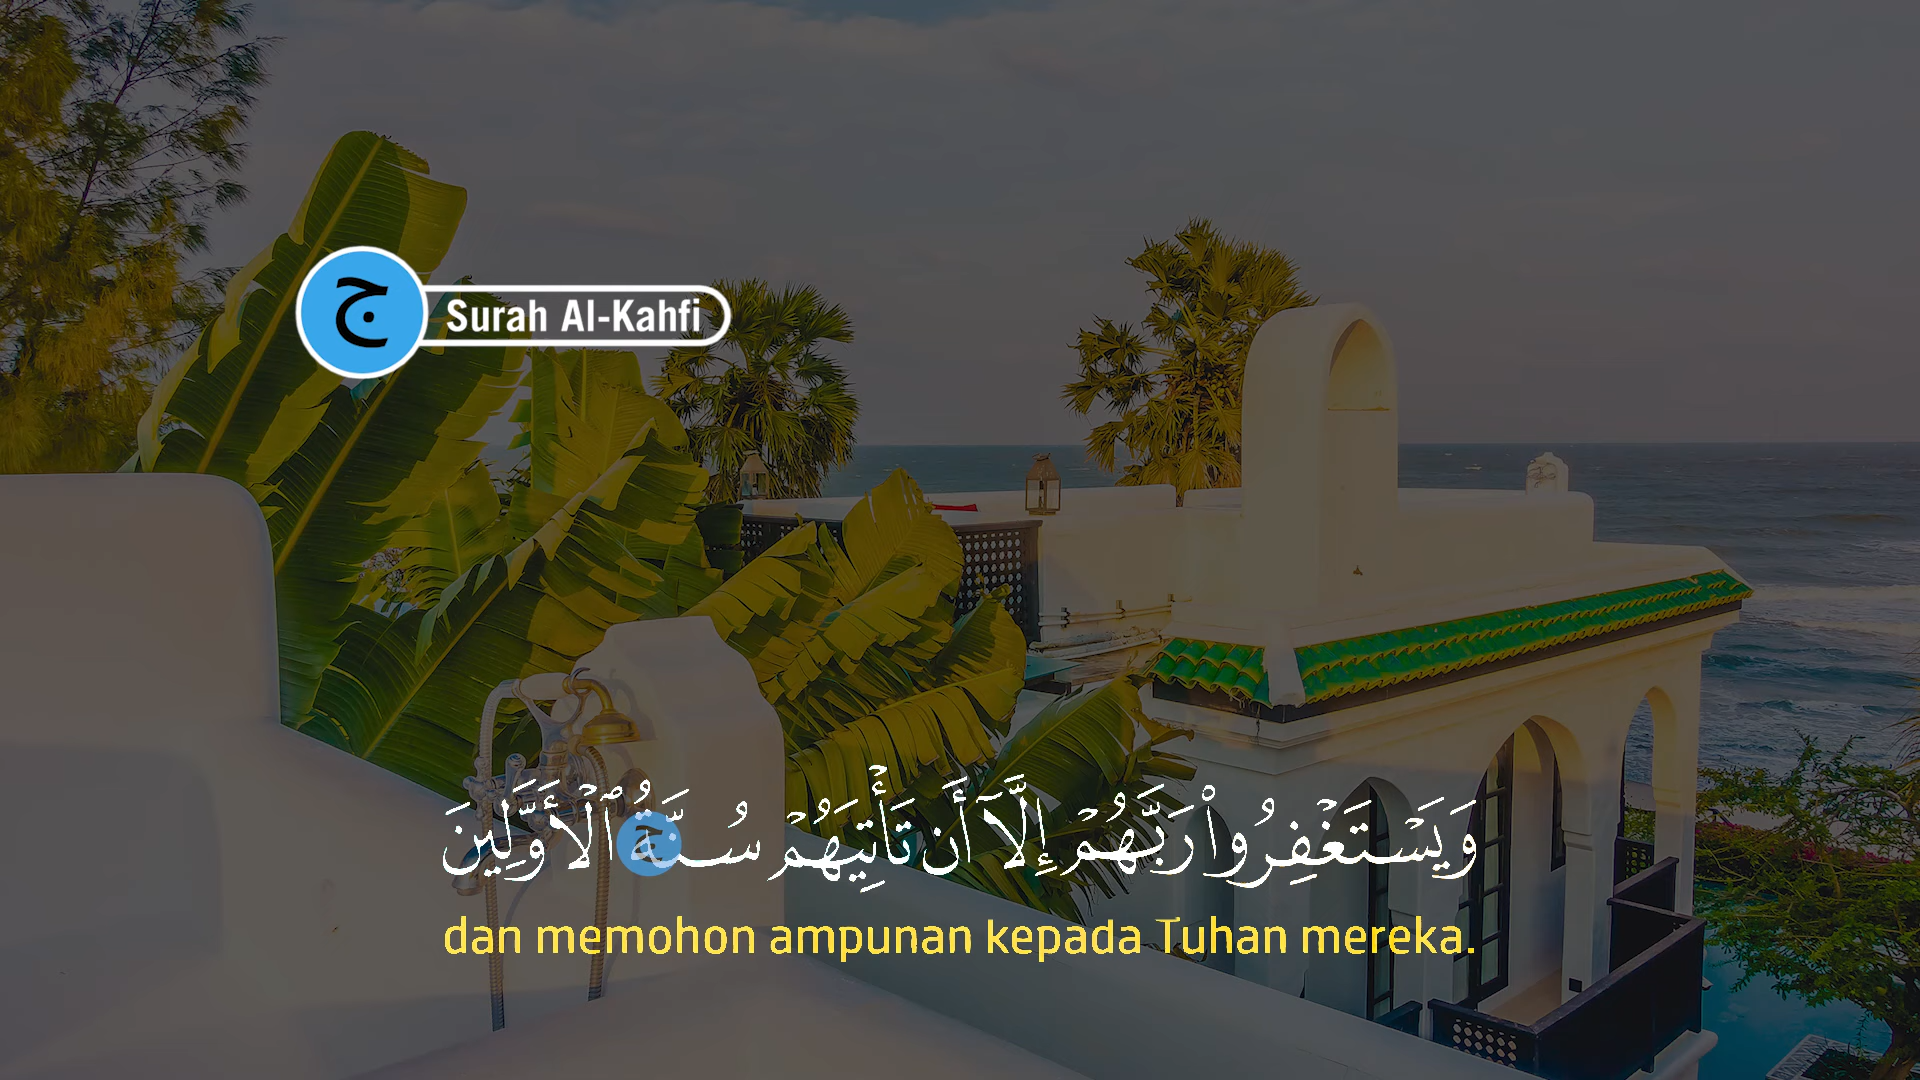 ج
Surah Al-Kahfi
وَيَسْتَغْفِرُوا۟ رَبَّهُمْ إِلَّآ أَن تَأْتِيَهُمْ سُنَّةُ ٱلْأَوَّلِينَ
ج
dan memohon ampunan kepada Tuhan mereka.